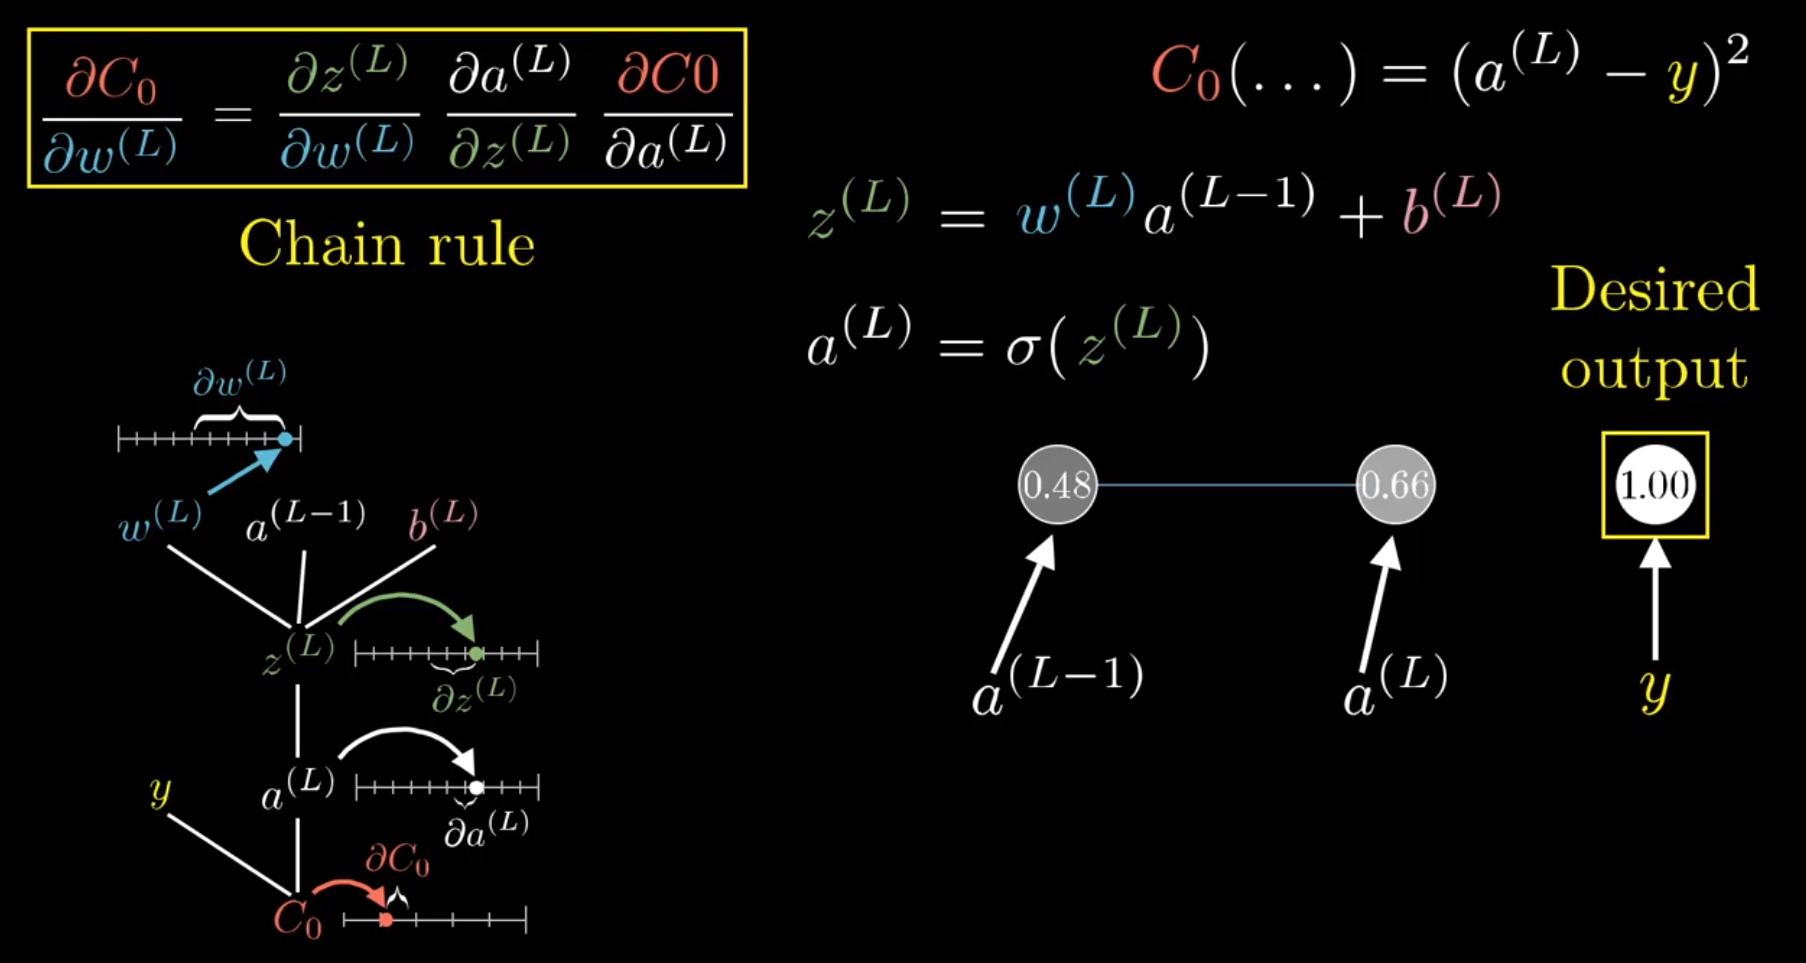 ∂C₀/∂w⁽ᴸ⁾ = ∂z⁽ᴸ⁾/∂w⁽ᴸ⁾ ∂a⁽ᴸ⁾/∂z⁽ᴸ⁾ ∂C0/∂a⁽ᴸ⁾
Chain rule
C₀(...) = (a⁽ᴸ⁾ − y)²
z⁽ᴸ⁾ = w⁽ᴸ⁾a⁽ᴸ⁻¹⁾ + b⁽ᴸ⁾
a⁽ᴸ⁾ = σ(z⁽ᴸ⁾)
Desired
output
0.48 0.66 1.00
a⁽ᴸ⁻¹⁾ a⁽ᴸ⁾ y
∂w⁽ᴸ⁾
w⁽ᴸ⁾ a⁽ᴸ⁻¹⁾ b⁽ᴸ⁾
z⁽ᴸ⁾
∂z⁽ᴸ⁾
y a⁽ᴸ⁾
∂a⁽ᴸ⁾
∂C₀
C₀